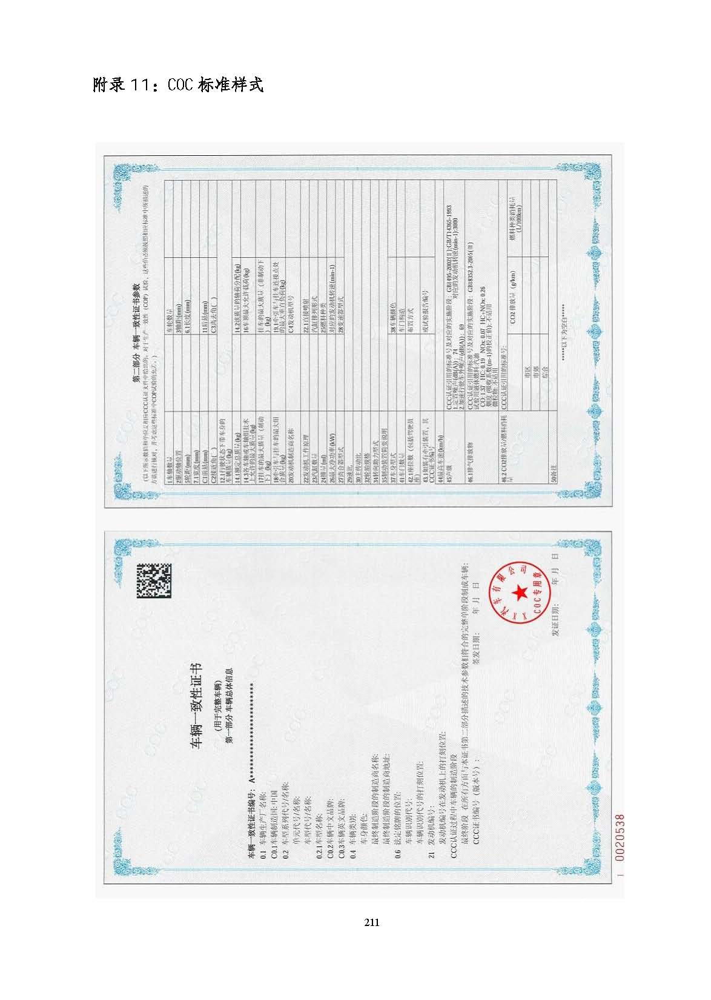 附录 11：COC 标准样式
车辆一致性证书
(用于完整车辆)
第一部分 车辆总体信息
车辆一致性证书编号：A******************************
0.1 车辆生产厂名称:
C0.1车辆制造国:中国
0.2 车型系列代号/名称:
单元代号/名称:
车型代号/名称:
0.2.1车型名称:
C0.2车辆中文品牌:
C0.3车辆英文品牌:
0.4 车辆类别:
车身颜色:
最终制造阶段的制造商名称:
最终制造阶段的制造商地址:
0.6 法定铭牌的位置:
车辆识别代号:
车辆识别代号的打刻位置:
21 发动机编号:
发动机编号在发动机上的打刻位置:
CCC认证过程中车辆的制造阶段
最终阶段 在所有方面与本证书第二部分描述的技术参数相符合的完整单阶段制成车辆:
CCC证书编号（版本号）: 签发日期: 年 月 日
XX汽车有限公司
COC专用章
发证日期: 年 月 日
0020538
第二部分 车辆一致性证书参数
(以下所示数值和单位是相应CCC认证文件中给出的，对于生产一致性（COP）试验，这些值必须按照相应标准中所描述的
方法进行核对，并考虑这些标准中COP试验的允差。)
1车轴数量 车轮数量
2驱动轴位置 3轴距(mm)
5轮距(mm) 6.1长度(mm)
7.1宽度(mm)
C1前悬(mm) 11后悬(mm)
C2接近角( ) C3离去角( )
12.1行驶状态下带车身的
车辆质量(kg)
14.1额定总质量(kg) 14.2该质量的轴荷分配(kg)
14.3各车轴或车轴组技术
上允许的最大质量(kg) 16车顶最大允许载荷(kg)
17挂车的最大质量（制动
下）(kg) 挂车的最大质量（非制动下
）(kg)
18牵引车与挂车的最大组
合质量(kg) 19.1牵引车与挂车连接点处
的最大垂直负荷(kg)
20发动机制造商名称 C4发动机型号
22发动机工作原理 22.1直接喷射
23汽缸数量 汽缸排列形式
24排量(ml) 25燃料种类
26最大净功率(kW) 对应的发动机转速(min-1)
27离合器型式 28变速器型式
29速比
30主传动比
32轮胎规格
34转向助力型式
35制动装置简要说明
37车身型式 38车辆颜色
41车门数量 车门构造
42.1座位数（包括驾驶员
座） 布置方式
43.1如装有牵引装置，其
CCC证书编号 或试验报告编号
44最高车速(km/h)
45声级 CCC认证引用的标准号及对应的实施阶段: GB1495-2002(Ⅱ);GB/T14365-1993
1.定置噪声(dB(A)): 74 对应的发动机转速(min-1):3000
2.加速行驶车外噪声(dB(A)): 69
46.1排气排放物 CCC认证引用的标准号及对应的实施阶段: GB18352.3-2005(Ⅲ)
试验用液体燃料:汽油
CO:1.37 HC:0.19 NOx:0.07 HC+NOx:0.26
烟度 (吸收系数(m-1)的校正值): 不适用
微粒物: 不适用
46.2 CO2排放量/燃料消耗
量 CCC认证引用的标准号:
CO2 排放量（g/km） 燃料种类消耗量
(L/100km)
市区
市郊
综合
50备注 *****以下为空白*****
211